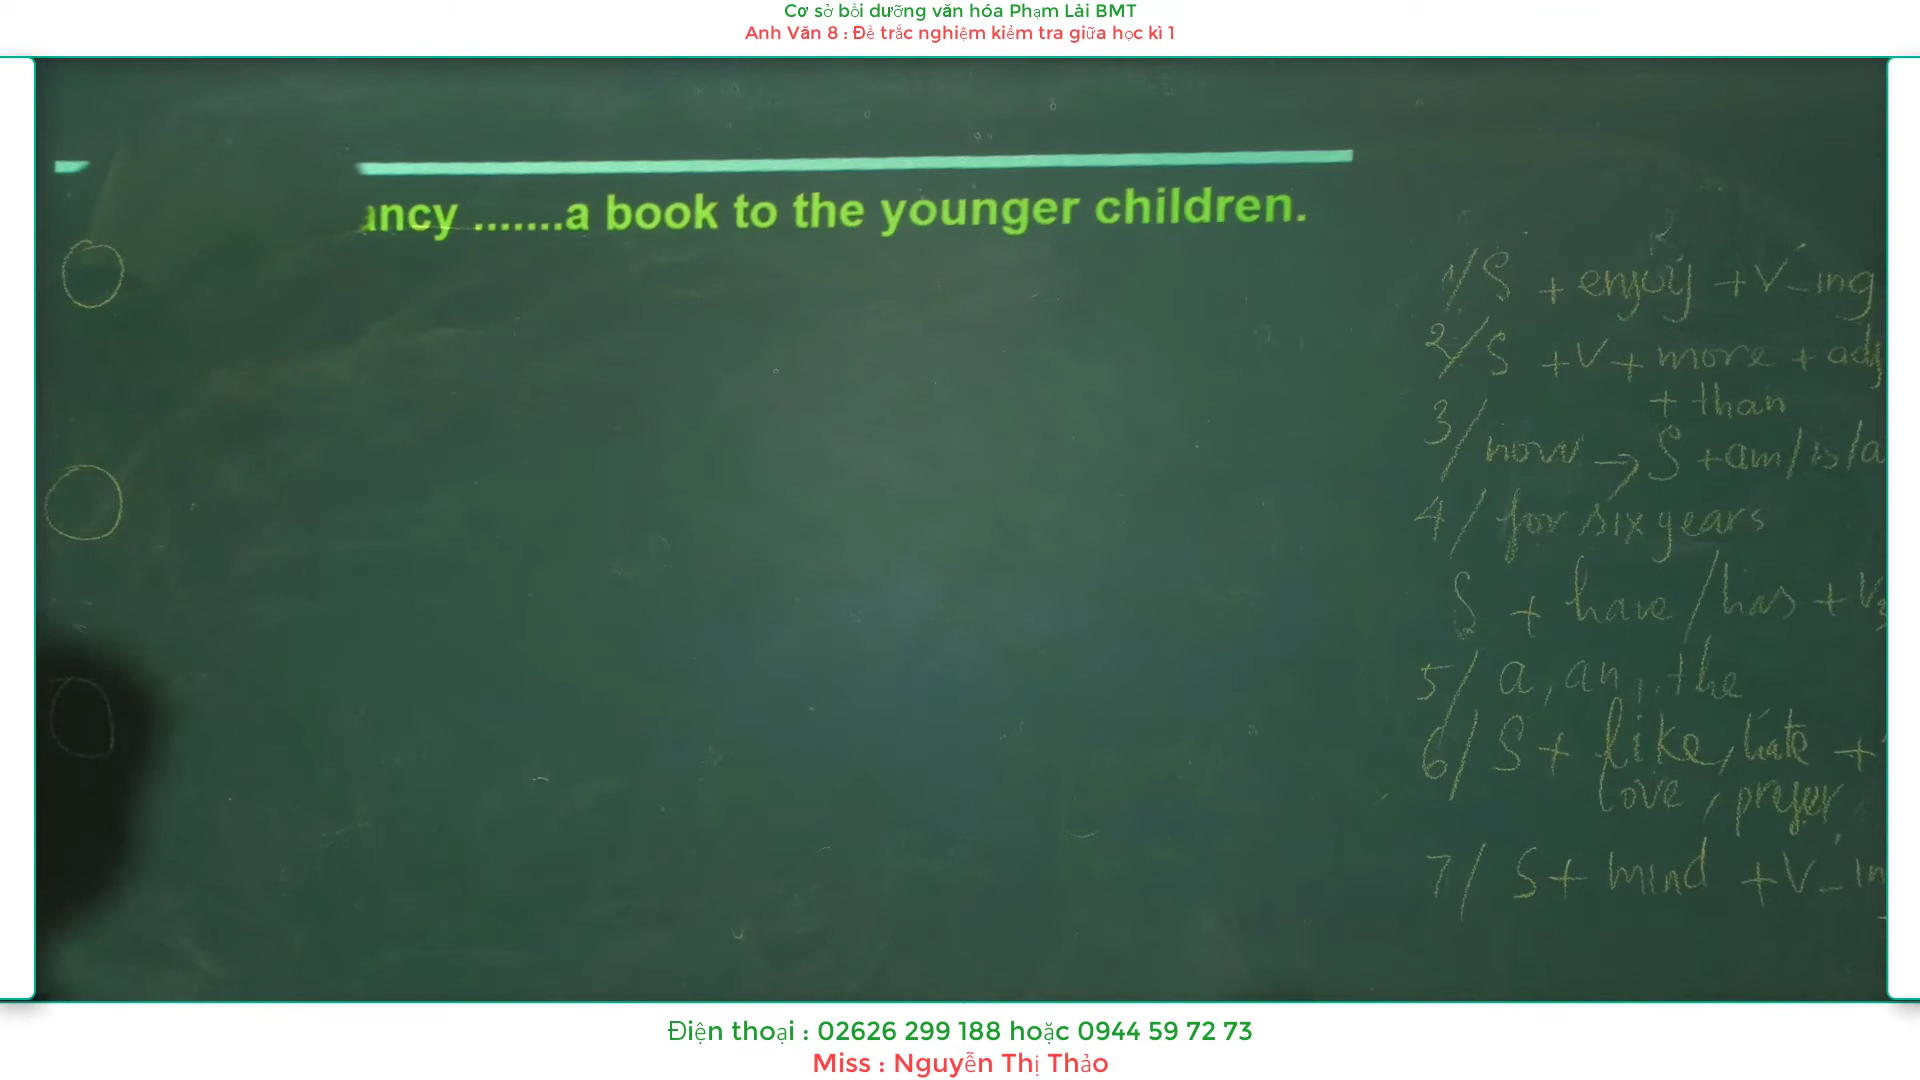 Cơ sở bồi dưỡng văn hóa Phạm Lài BMT
Anh Văn 8 : Đề trắc nghiệm kiểm tra giữa học kì 1
ancy .......a book to the younger children.
1/ S + enjoy + V_ing
2/ S + V + more + adj
+ than
3/ now → S + am/is/a
4/ for six years
S + have/has + V3
5/ a, an, the
6/ S + like, hate +
love, prefer
7/ S + mind + V_in
Điện thoại : 02626 299 188 hoặc 0944 59 72 73
Miss : Nguyễn Thị Thảo